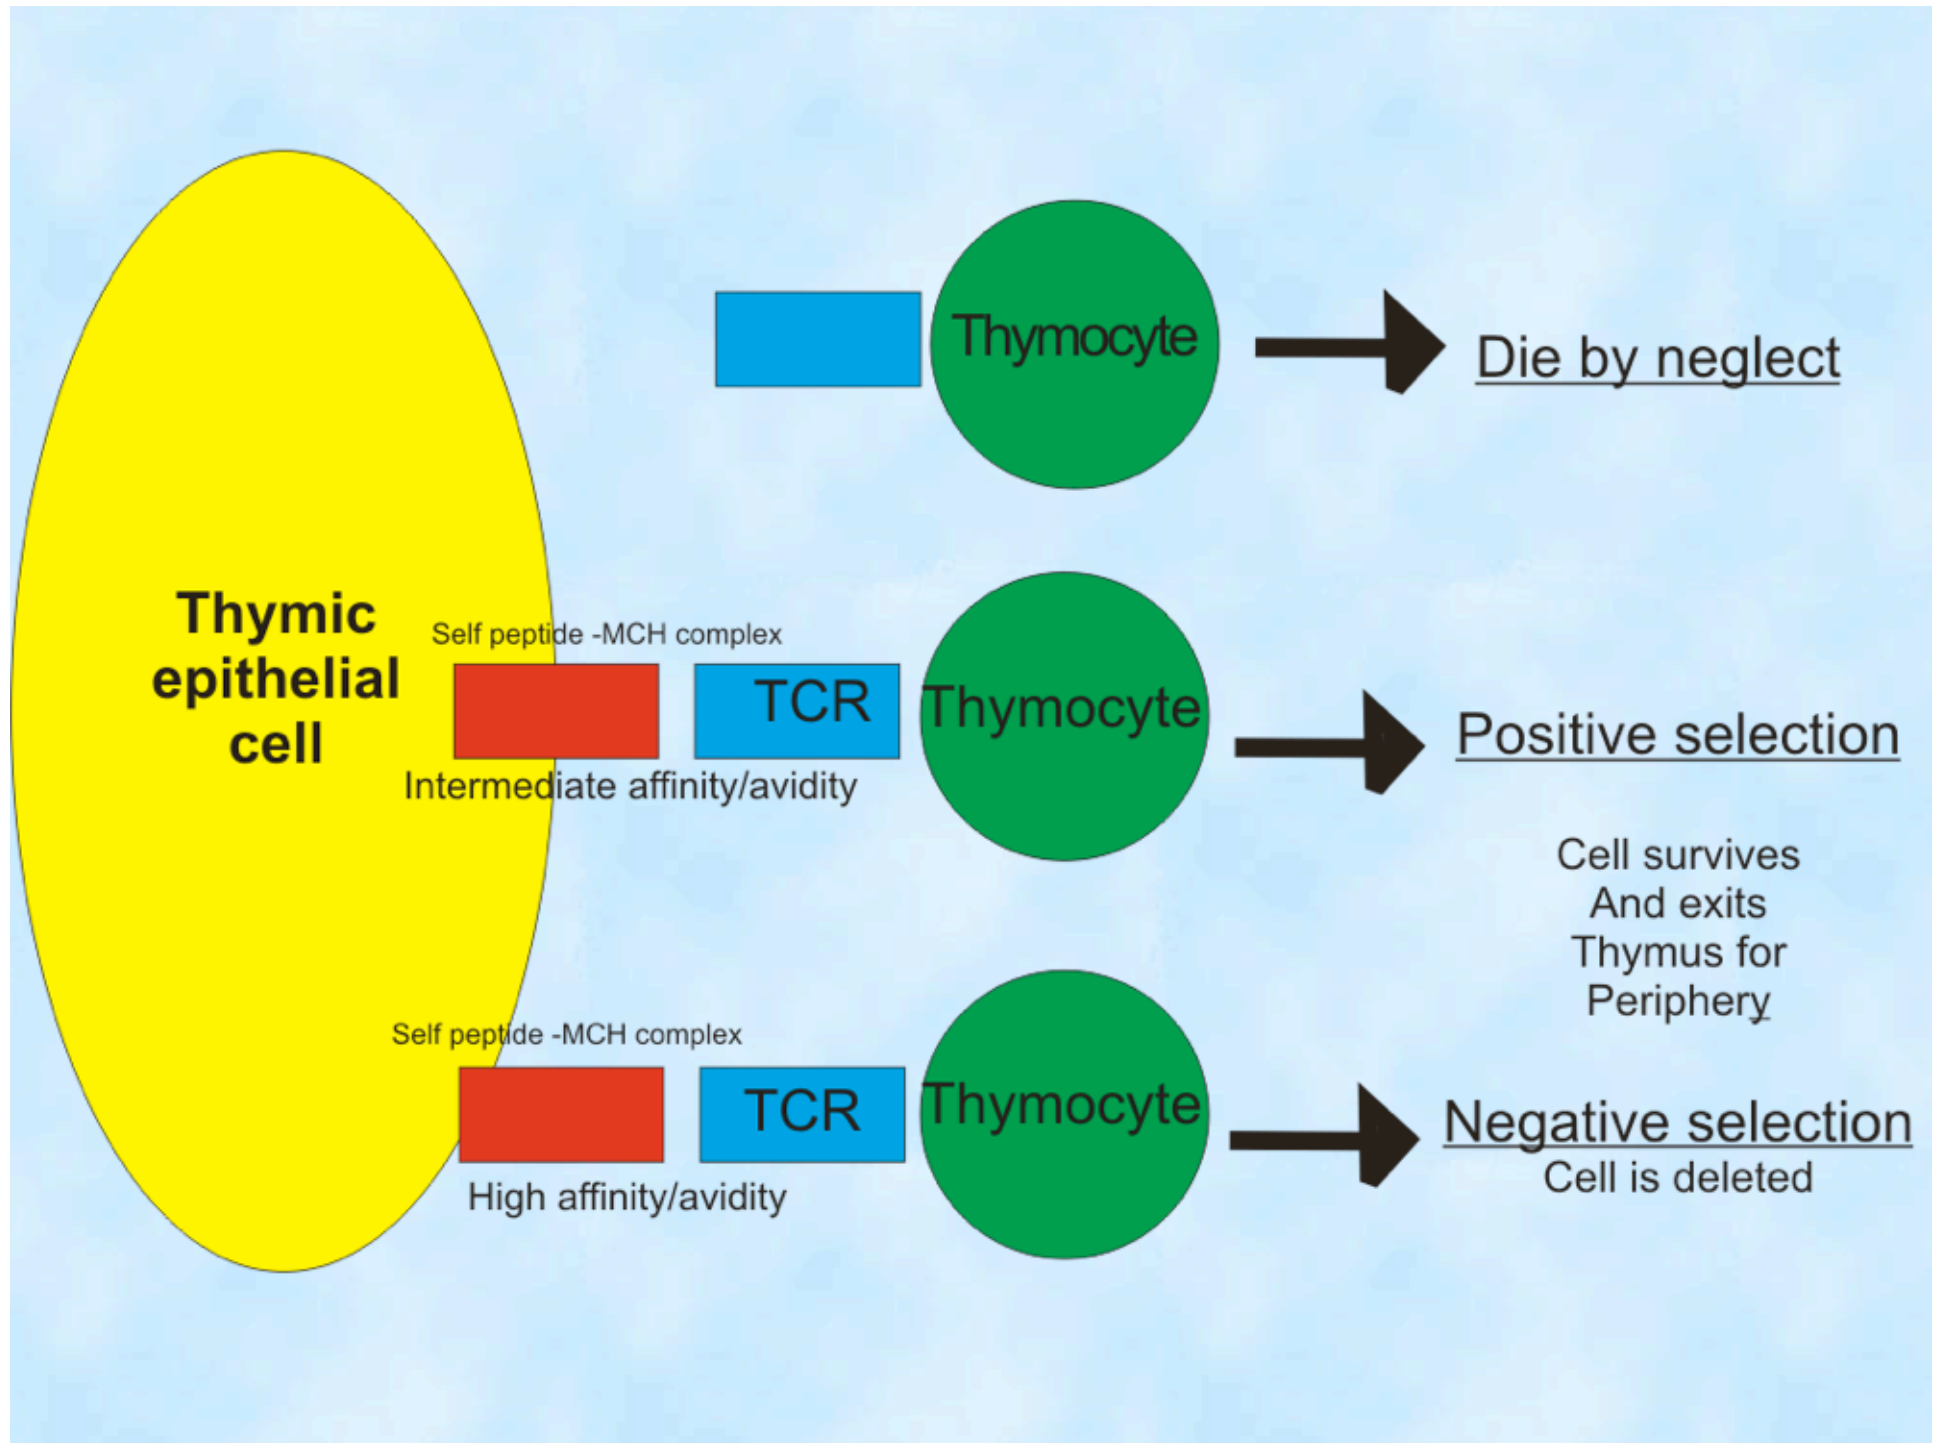 Thymocyte
Die by neglect
Thymic
epithelial
cell
Self peptide -MCH complex
TCR
Thymocyte
Intermediate affinity/avidity
Positive selection
Cell survives
And exits
Thymus for
Periphery
Self peptide -MCH complex
TCR
Thymocyte
High affinity/avidity
Negative selection
Cell is deleted